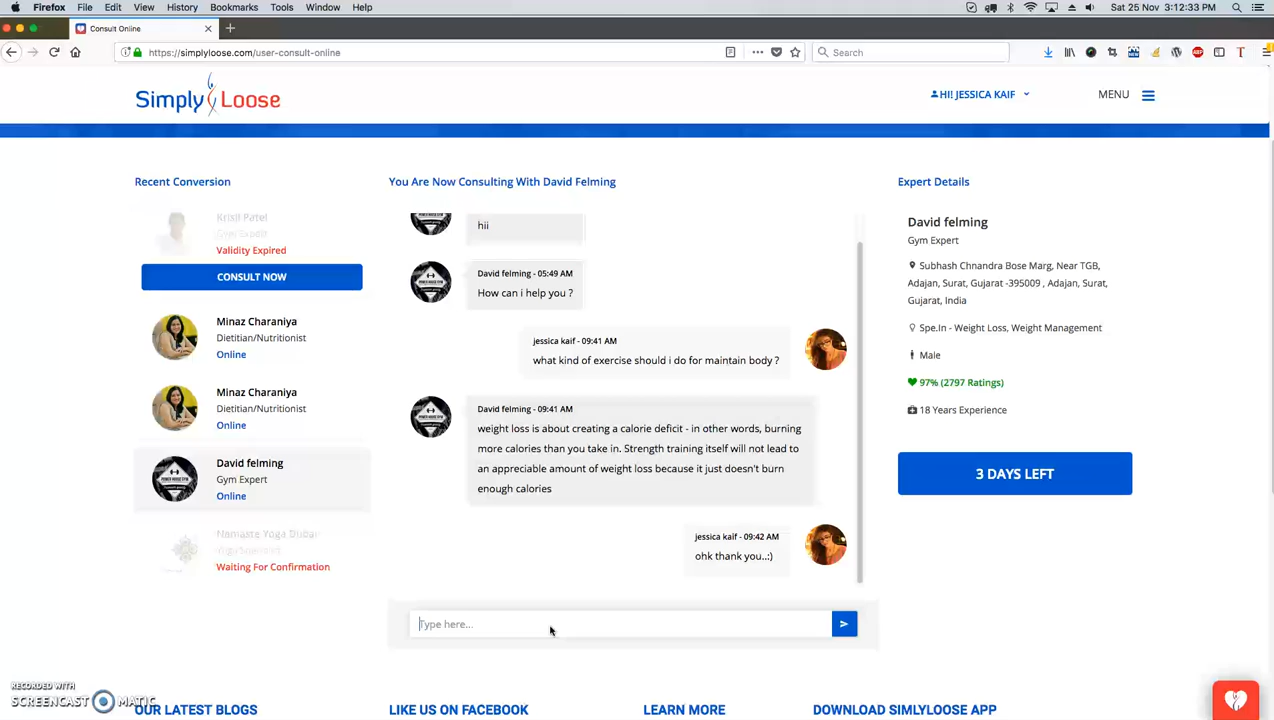 Firefox File Edit View History Bookmarks Tools Window Help Sat 25 Nov 3:12:33 PM
Consult Online
https://simplyloose.com/user-consult-online Search
Simply Loose
HI! JESSICA KAIF MENU
Recent Conversion
Krisil Patel
Validity Expired
CONSULT NOW
Minaz Charaniya
Dietitian/Nutritionist
Online
Minaz Charaniya
Dietitian/Nutritionist
Online
David felming
Gym Expert
Online
Namaste Yoga Dubai
Waiting For Confirmation
You Are Now Consulting With David Felming
hii
David felming - 05:49 AM
How can i help you ?
jessica kaif - 09:41 AM
what kind of exercise should i do for maintain body ?
David felming - 09:41 AM
weight loss is about creating a calorie deficit - in other words, burning
more calories than you take in. Strength training itself will not lead to
an appreciable amount of weight loss because it just doesn't burn
enough calories
jessica kaif - 09:42 AM
ohk thank you..:)
Type here...
Expert Details
David felming
Gym Expert
Subhash Chnandra Bose Marg, Near TGB,
Adajan, Surat, Gujarat -395009 , Adajan, Surat,
Gujarat, India
Spe.In - Weight Loss, Weight Management
Male
97% (2797 Ratings)
18 Years Experience
3 DAYS LEFT
RECORDED WITH
SCREENCAST MATIC
OUR LATEST BLOGS LIKE US ON FACEBOOK LEARN MORE DOWNLOAD SIMLYLOOSE APP